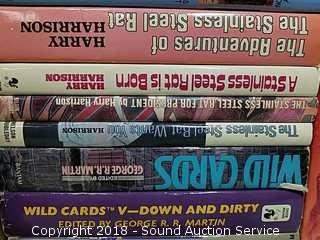 HARRY HARRISON
The Adventures of The Stainless Steel Rat
HARRY HARRISON
A Stainless Steel Rat Is Born
THE STAINLESS STEEL RAT FOR PRESIDENT by Harry Harrison
HARRISON
The Stainless Steel Rat Wants You
EDITED BY
GEORGE R.R. MARTIN
WILD CARDS
WILD CARDS V—DOWN AND DIRTY
EDITED BY GEORGE R. R. MARTIN
Copyright 2018 - Sound Auction Service